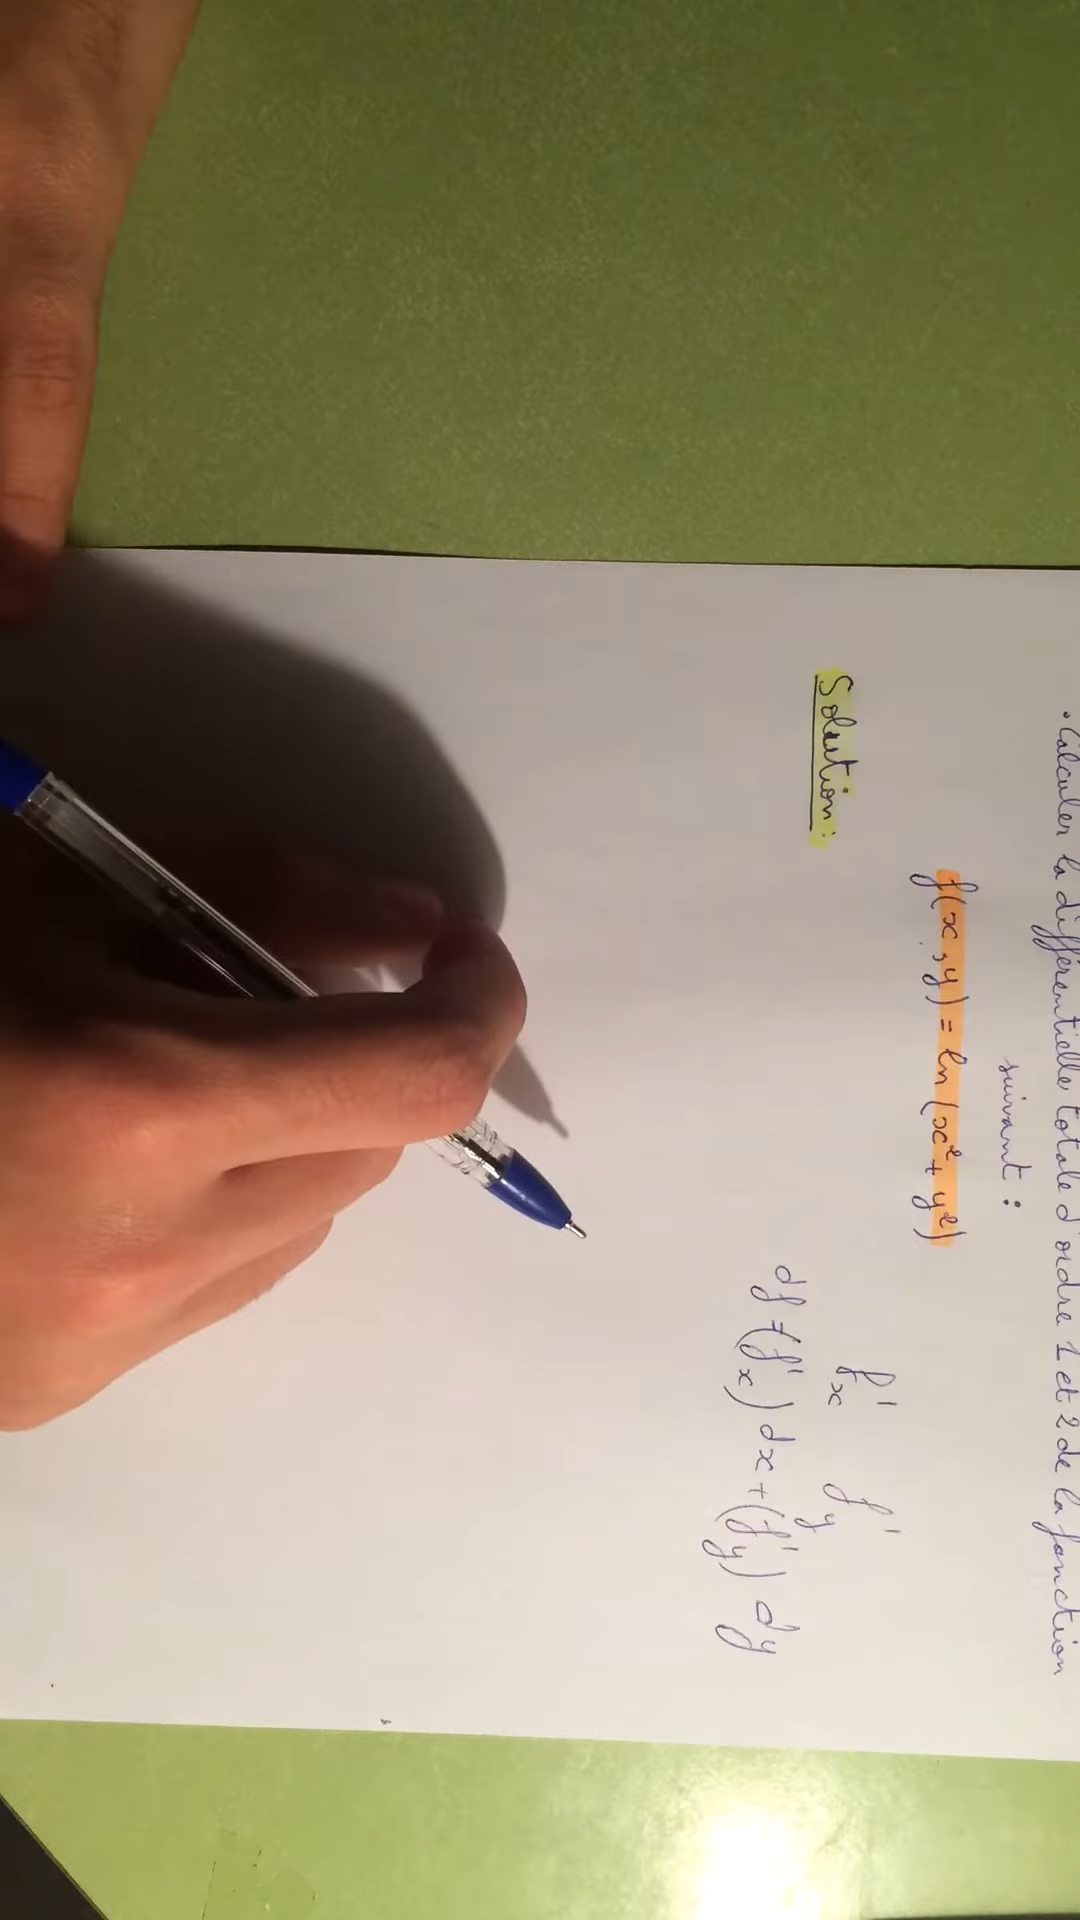 • Calculer la différentielle totale d'ordre 1 et 2 de la fonction
suivant :
f(x,y) = ln(x²+y²)
Solution :
f'x f'y
df = (f'x) dx + (f'y) dy